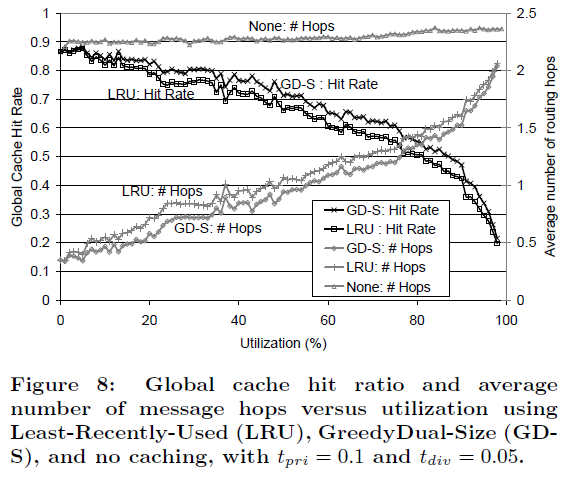 None: # Hops
GD-S : Hit Rate
LRU: Hit Rate
LRU: # Hops
GD-S: # Hops
GD-S: Hit Rate
LRU : Hit Rate
GD-S: # Hops
LRU: # Hops
None: # Hops
Global Cache Hit Rate
1
0.9
0.8
0.7
0.6
0.5
0.4
0.3
0.2
0.1
0
Average number of routing hops
2.5
2
1.5
1
0.5
0
0 20 40 60 80 100
Utilization (%)
Figure 8: Global cache hit ratio and average
number of message hops versus utilization using
Least-Recently-Used (LRU), GreedyDual-Size (GD-
S), and no caching, with tpri = 0.1 and tdiv = 0.05.